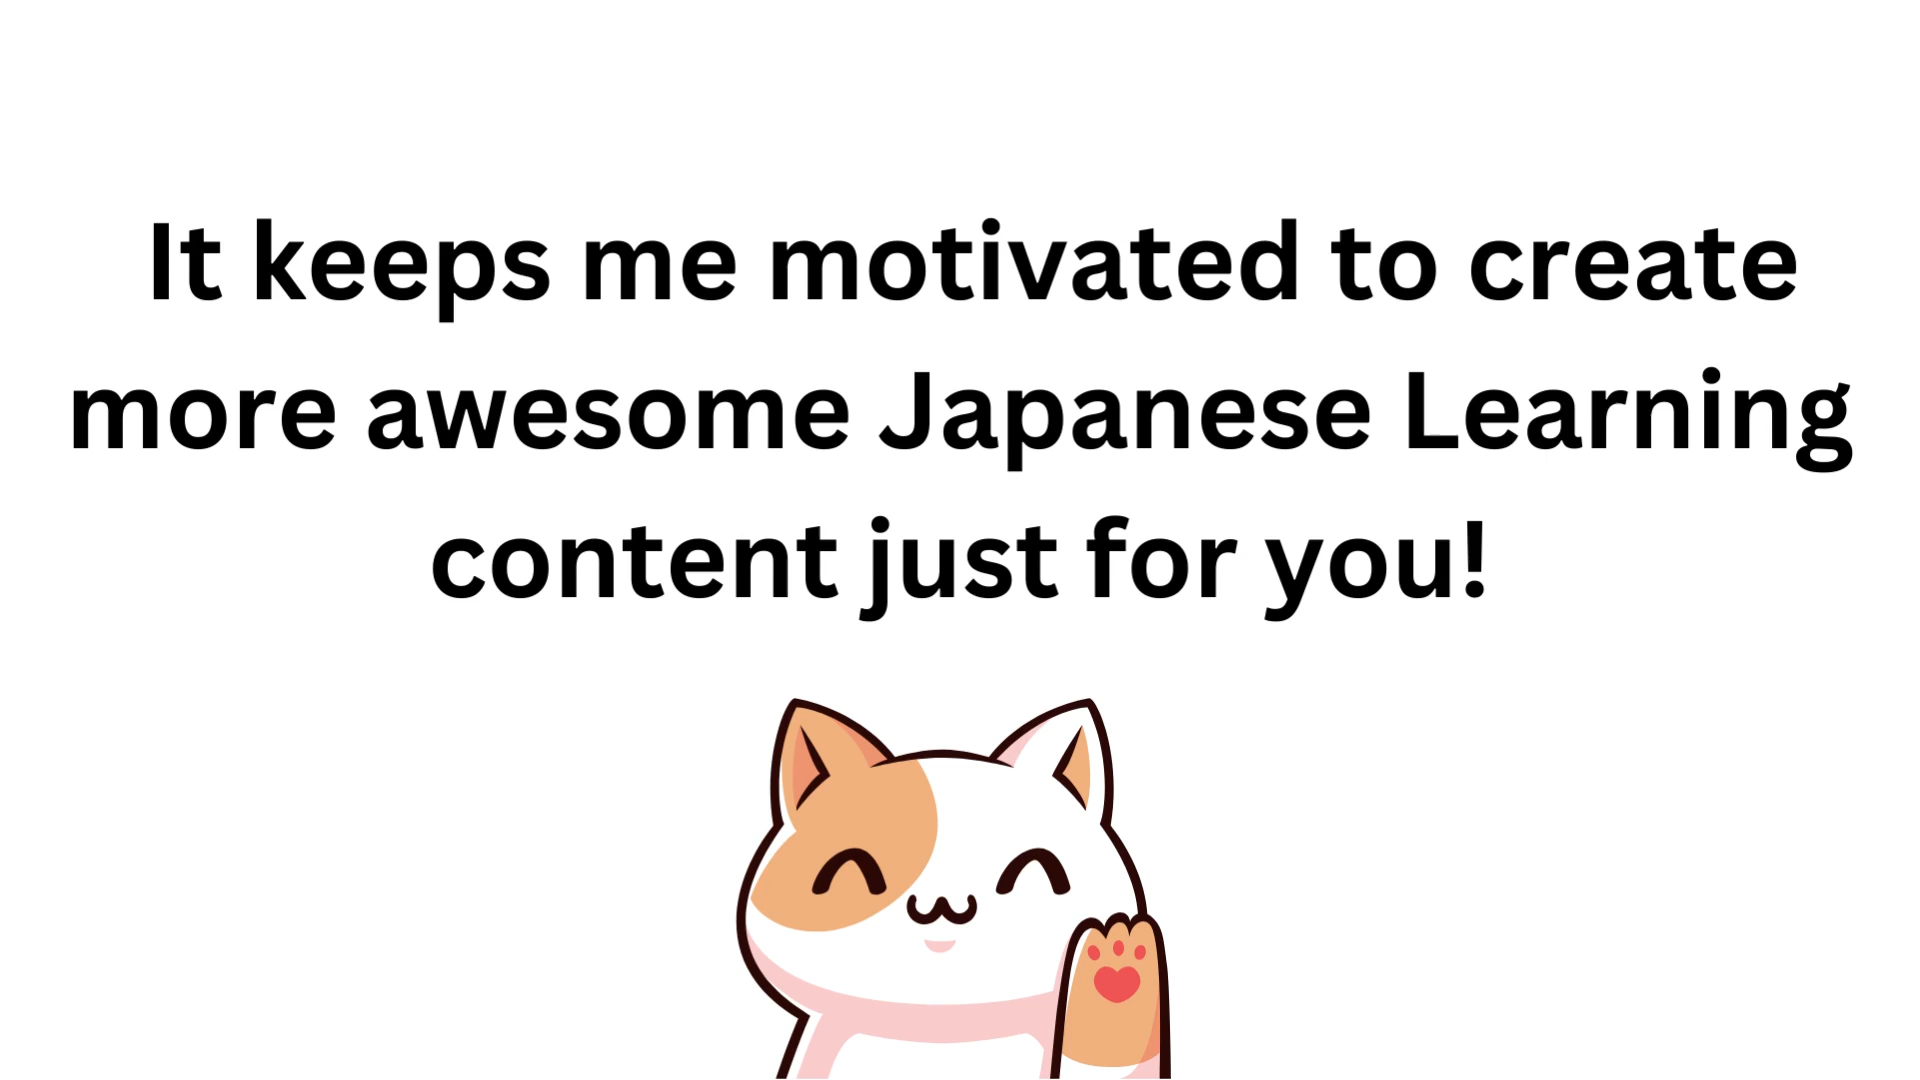 It keeps me motivated to create
more awesome Japanese Learning
content just for you!